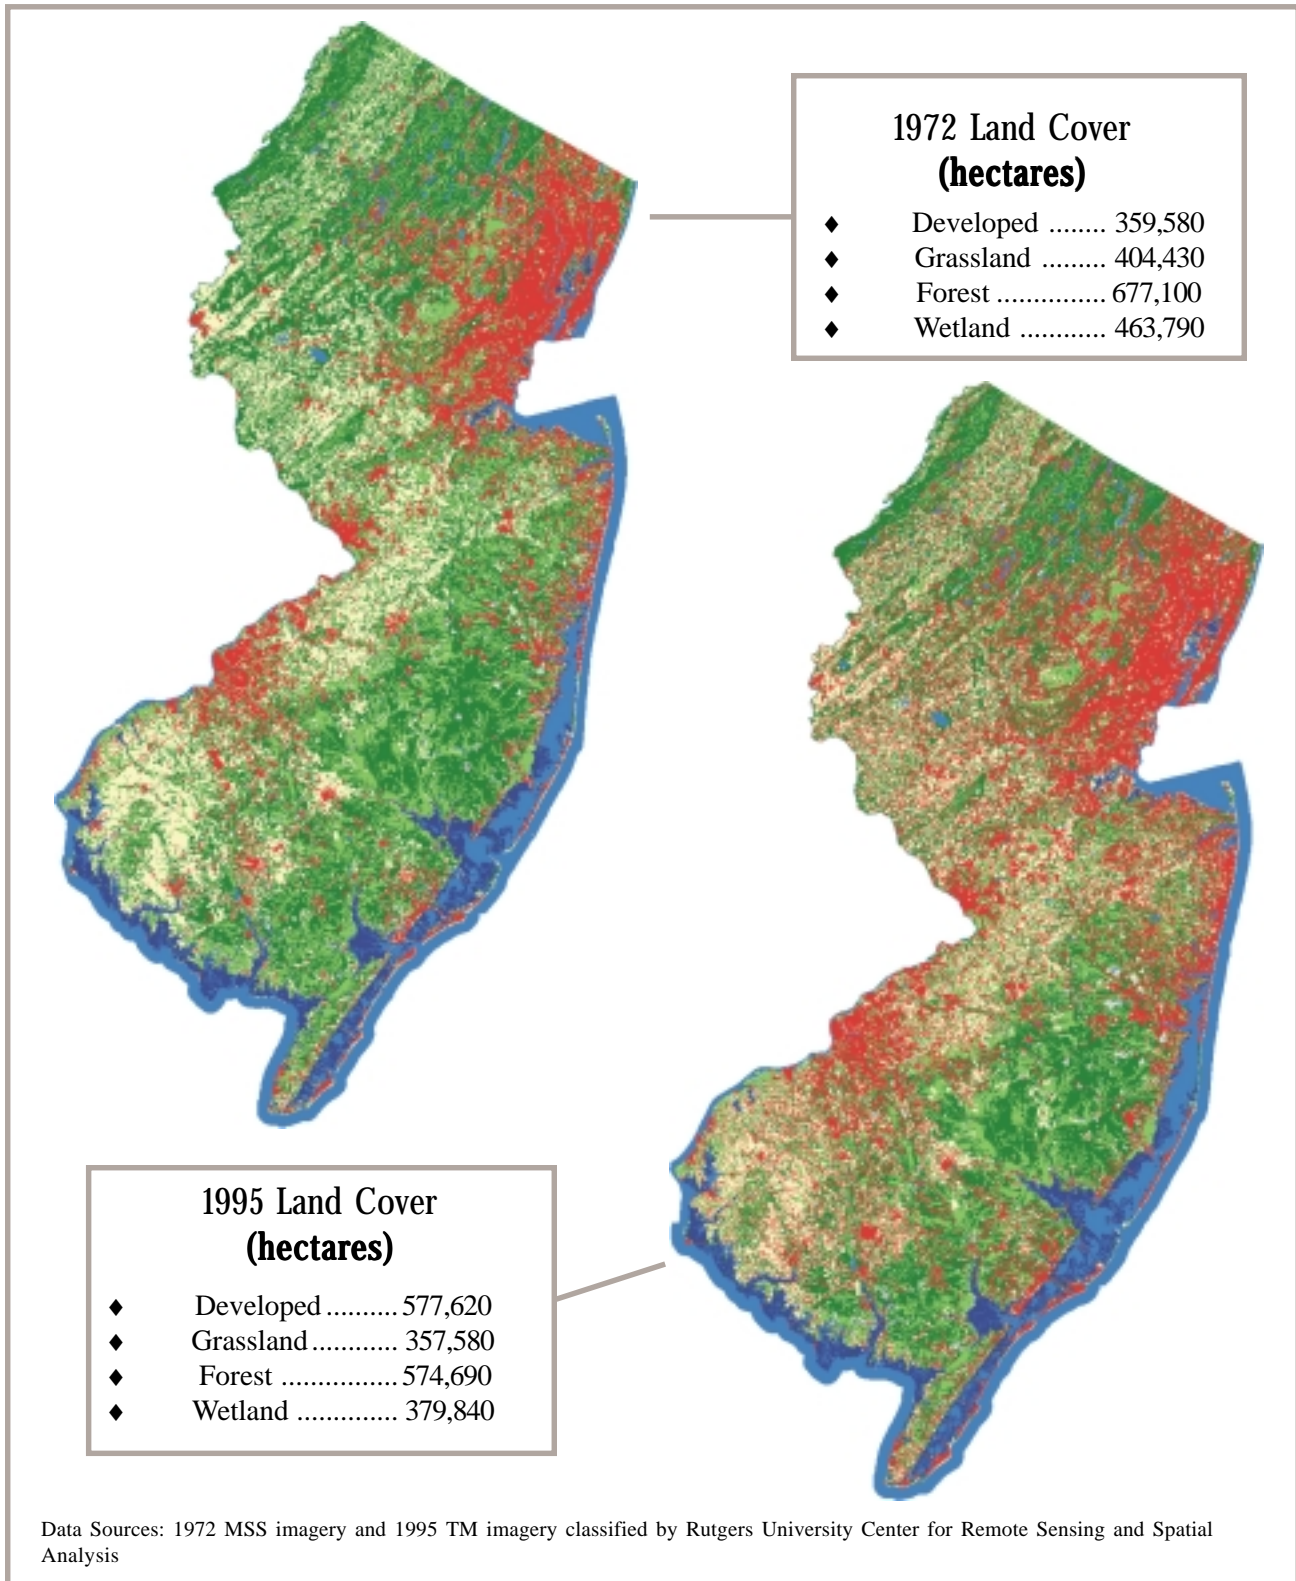 1972 Land Cover
(hectares)
♦ Developed ........ 359,580
♦ Grassland ......... 404,430
♦ Forest ............... 677,100
♦ Wetland ............ 463,790
1995 Land Cover
(hectares)
♦ Developed .......... 577,620
♦ Grassland ............ 357,580
♦ Forest ................ 574,690
♦ Wetland ............. 379,840
Data Sources: 1972 MSS imagery and 1995 TM imagery classified by Rutgers University Center for Remote Sensing and Spatial
Analysis